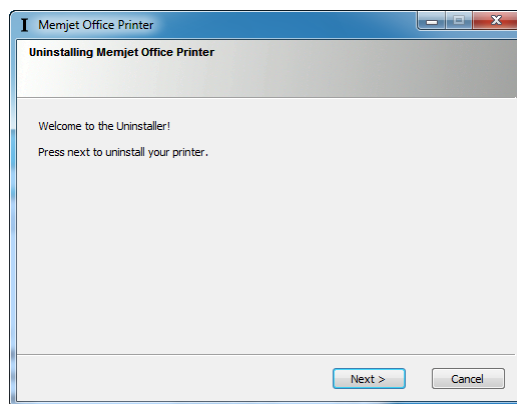 Memjet Office Printer
Uninstalling Memjet Office Printer
Welcome to the Uninstaller!
Press next to uninstall your printer.
Next >
Cancel